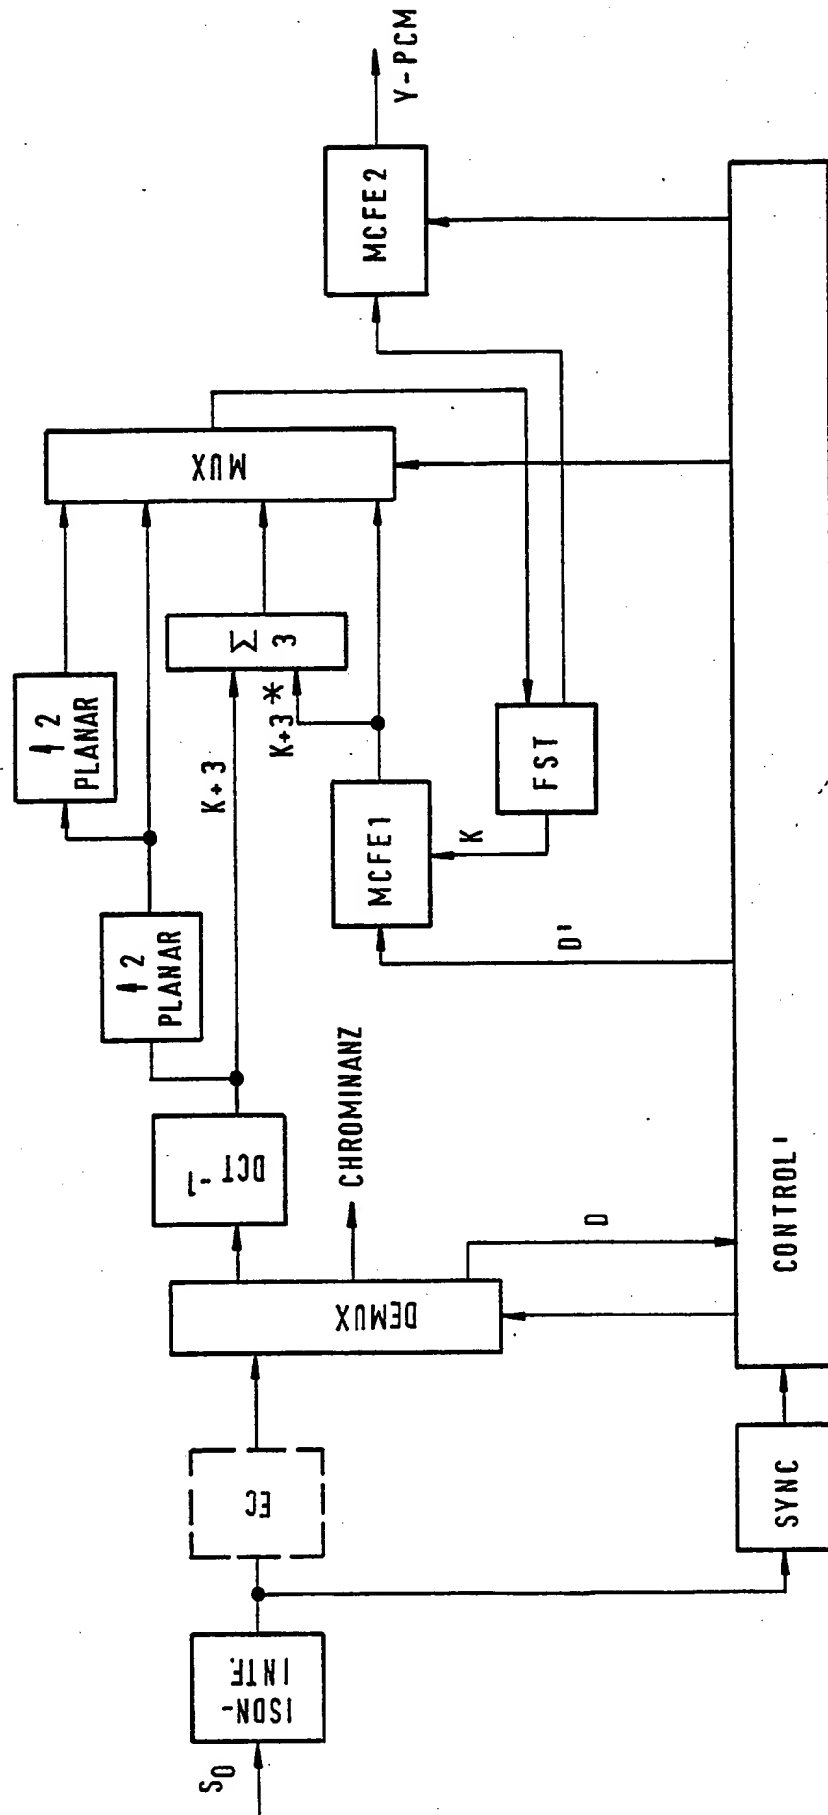 S0
ISDN-
INTF.
EC
DEMUX
DCT-1
CHROMINANZ
D
SYNC
CONTROL'
↑2
PLANAR
↑2
PLANAR
K+3
K+3*
Σ
3
MUX
MCFE1
K
FST
D'
MCFE2
Y-PCM